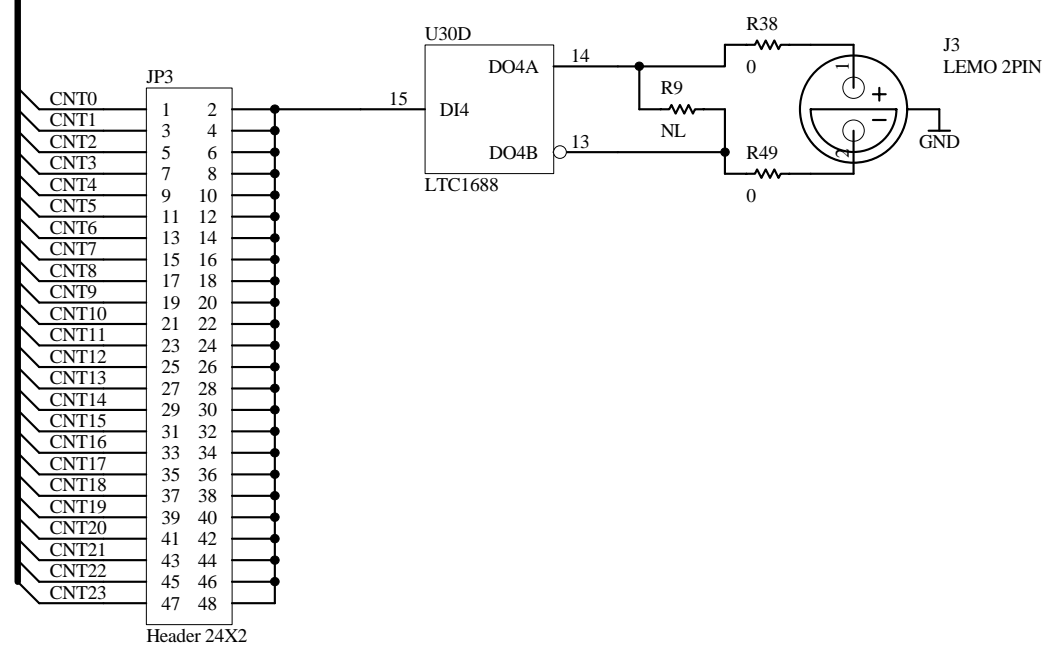 R38
U30D
J3
LEMO 2PIN
14
DO4A
1
0
+
JP3
R9
CNT0
1 2
15
DI4
NL
−
CNT1
3 4
GND
CNT2
5 6
DO4B
13
R49
2
CNT3
7 8
LTC1688
CNT4
9 10
0
CNT5
11 12
CNT6
13 14
CNT7
15 16
CNT8
17 18
CNT9
19 20
CNT10
21 22
CNT11
23 24
CNT12
25 26
CNT13
27 28
CNT14
29 30
CNT15
31 32
CNT16
33 34
CNT17
35 36
CNT18
37 38
CNT19
39 40
CNT20
41 42
CNT21
43 44
CNT22
45 46
CNT23
47 48
Header 24X2